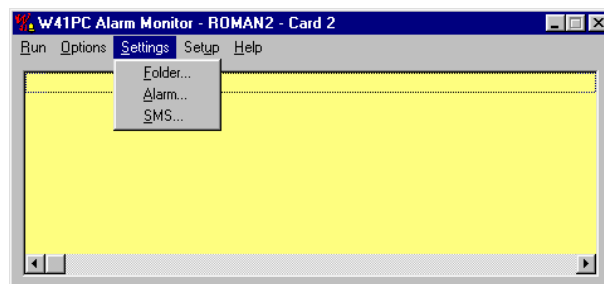 W41PC Alarm Monitor - ROMAN2 - Card 2
Run Options Settings Setup Help
Folder...
Alarm...
SMS...